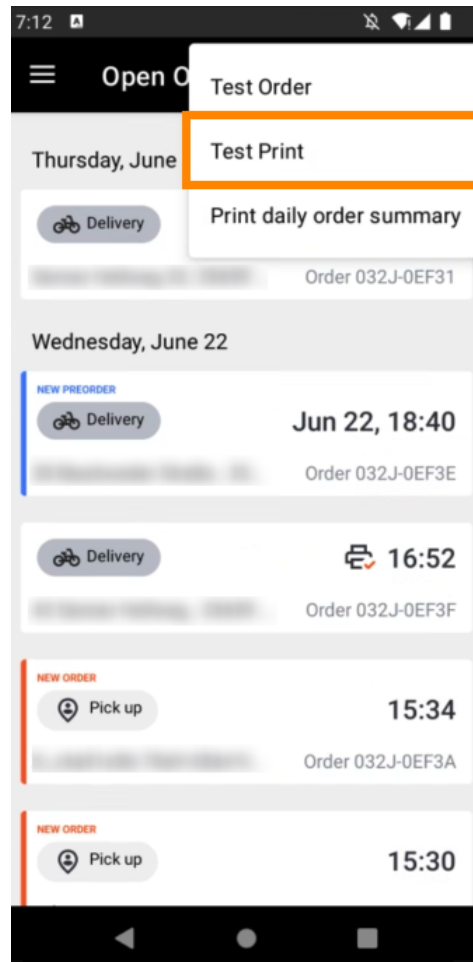 7:12
Open O
Test Order
Test Print
Print daily order summary
Thursday, June
Delivery
Order 032J-0EF31
Wednesday, June 22
NEW PREORDER
Delivery
Jun 22, 18:40
Order 032J-0EF3E
Delivery
16:52
Order 032J-0EF3F
NEW ORDER
Pick up
15:34
Order 032J-0EF3A
NEW ORDER
Pick up
15:30